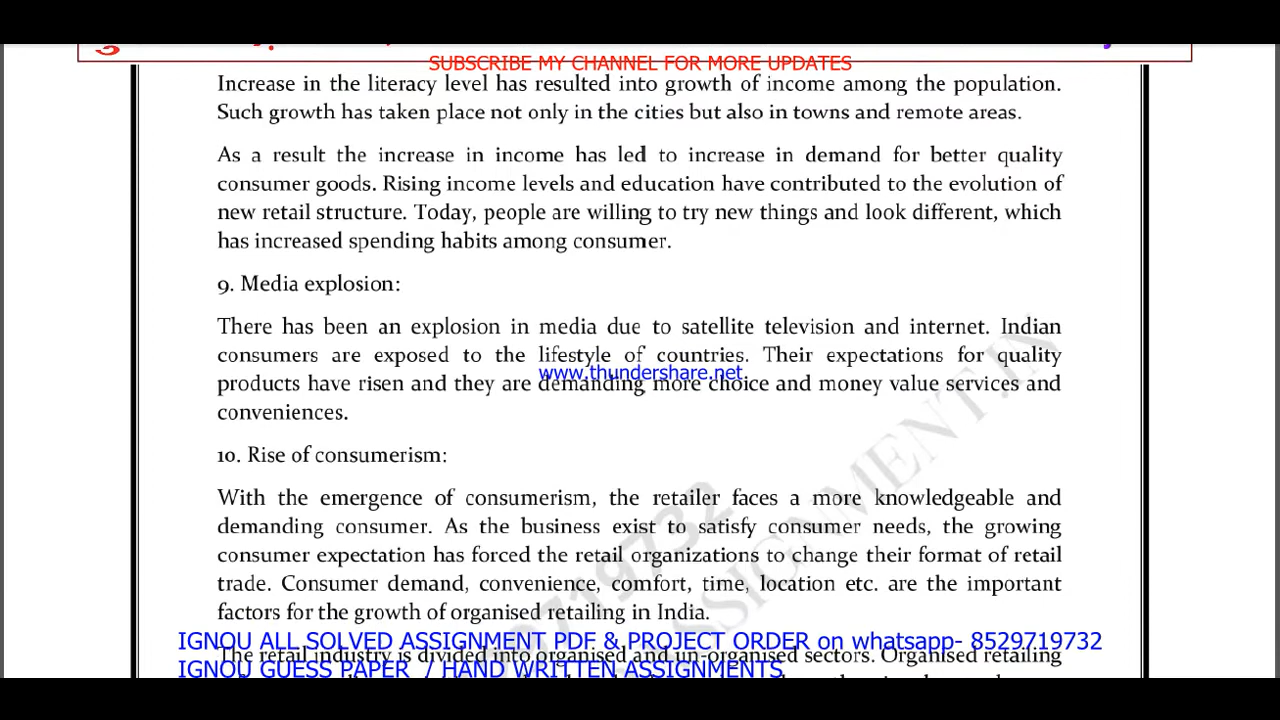 SUBSCRIBE MY CHANNEL FOR MORE UPDATES
Increase in the literacy level has resulted into growth of income among the population.
Such growth has taken place not only in the cities but also in towns and remote areas.
As a result the increase in income has led to increase in demand for better quality
consumer goods. Rising income levels and education have contributed to the evolution of
new retail structure. Today, people are willing to try new things and look different, which
has increased spending habits among consumer.
9. Media explosion:
There has been an explosion in media due to satellite television and internet. Indian
consumers are exposed to the lifestyle of countries. Their expectations for quality
www.thundershare.net
products have risen and they are demanding more choice and money value services and
conveniences.
10. Rise of consumerism:
With the emergence of consumerism, the retailer faces a more knowledgeable and
demanding consumer. As the business exist to satisfy consumer needs, the growing
consumer expectation has forced the retail organizations to change their format of retail
trade. Consumer demand, convenience, comfort, time, location etc. are the important
factors for the growth of organised retailing in India.
IGNOU ALL SOLVED ASSIGNMENT PDF & PROJECT ORDER on whatsapp- 8529719732
The retail industry is divided into organised and un-organised sectors. Organised retailing
IGNOU GUESS PAPER / HAND WRITTEN ASSIGNMENTS